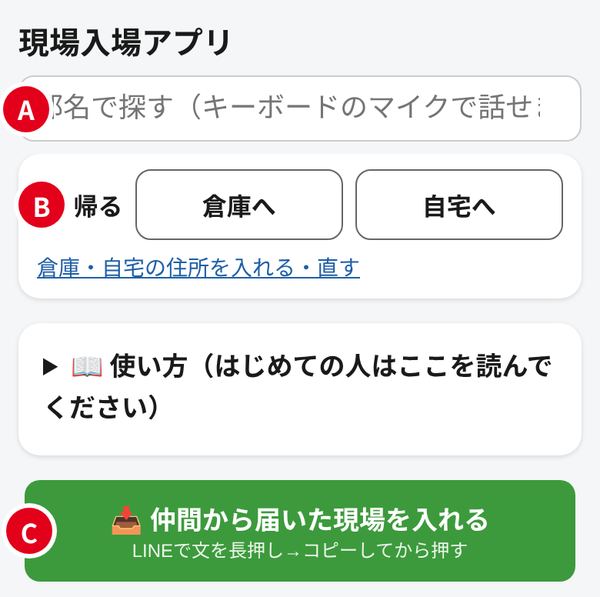 現場入場アプリ
A 名で探す（キーボードのマイクで話せ
B 帰る 倉庫へ 自宅へ
倉庫・自宅の住所を入れる・直す
▶ 📖 使い方（はじめての人はここを読んで
ください）
📥 仲間から届いた現場を入れる
C
LINEで文を長押し→コピーしてから押す